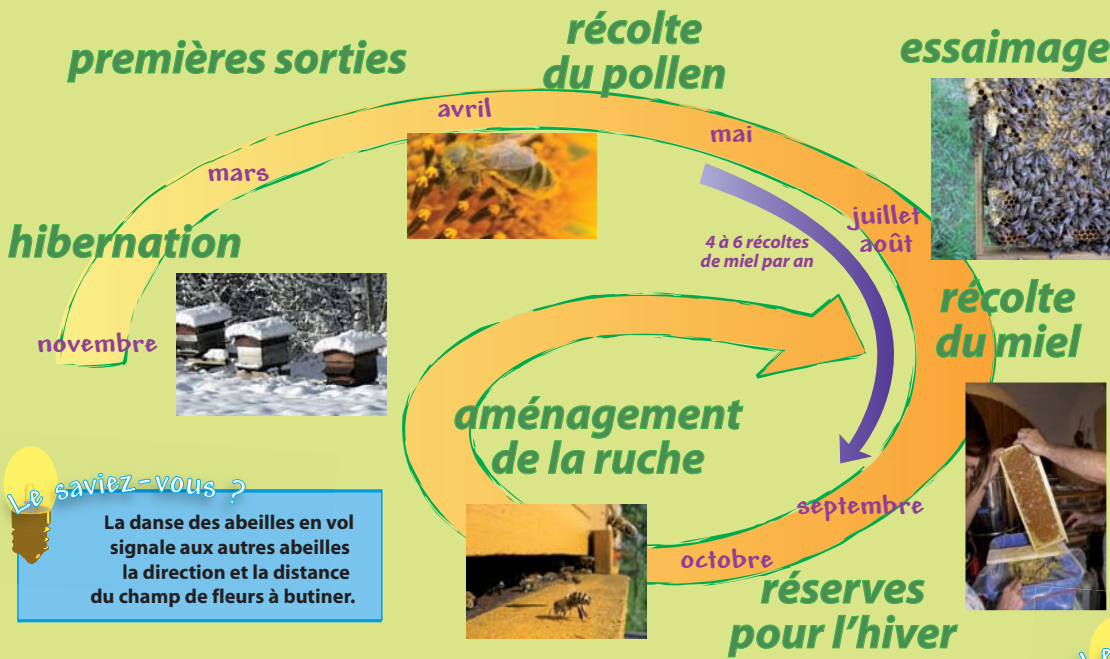 premières sorties
récolte
du pollen
essaimage
avril
mai
mars
juillet
août
hibernation
4 à 6 récoltes
de miel par an
récolte
du miel
novembre
aménagement
de la ruche
septembre
octobre
réserves
pour l'hiver
Le saviez-vous ?
La danse des abeilles en vol
signale aux autres abeilles
la direction et la distance
du champ de fleurs à butiner.
Le